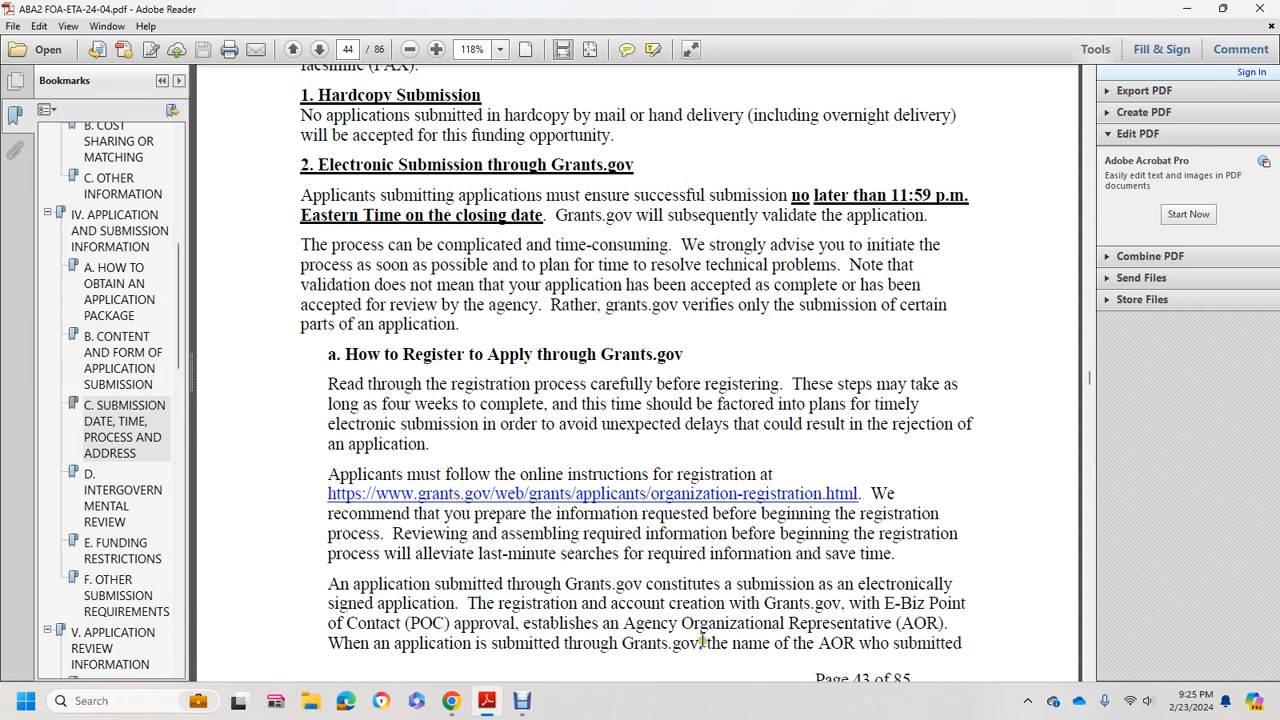 ABA2 FOA-ETA-24-04.pdf - Adobe Reader
File Edit View Window Help
Open 44 / 86 118% Tools Fill & Sign Comment
Sign In
Bookmarks
B. COST
SHARING OR
MATCHING
C. OTHER
INFORMATION
IV. APPLICATION
AND SUBMISSION
INFORMATION
A. HOW TO
OBTAIN AN
APPLICATION
PACKAGE
B. CONTENT
AND FORM OF
APPLICATION
SUBMISSION
C. SUBMISSION
DATE, TIME,
PROCESS AND
ADDRESS
D.
INTERGOVERN
MENTAL
REVIEW
E. FUNDING
RESTRICTIONS
F. OTHER
SUBMISSION
REQUIREMENTS
V. APPLICATION
REVIEW
INFORMATION
facsimile (FAX).
1. Hardcopy Submission
No applications submitted in hardcopy by mail or hand delivery (including overnight delivery)
will be accepted for this funding opportunity.
2. Electronic Submission through Grants.gov
Applicants submitting applications must ensure successful submission no later than 11:59 p.m.
Eastern Time on the closing date. Grants.gov will subsequently validate the application.
The process can be complicated and time-consuming. We strongly advise you to initiate the
process as soon as possible and to plan for time to resolve technical problems. Note that
validation does not mean that your application has been accepted as complete or has been
accepted for review by the agency. Rather, grants.gov verifies only the submission of certain
parts of an application.
a. How to Register to Apply through Grants.gov
Read through the registration process carefully before registering. These steps may take as
long as four weeks to complete, and this time should be factored into plans for timely
electronic submission in order to avoid unexpected delays that could result in the rejection of
an application.
Applicants must follow the online instructions for registration at
https://www.grants.gov/web/grants/applicants/organization-registration.html. We
recommend that you prepare the information requested before beginning the registration
process. Reviewing and assembling required information before beginning the registration
process will alleviate last-minute searches for required information and save time.
An application submitted through Grants.gov constitutes a submission as an electronically
signed application. The registration and account creation with Grants.gov, with E-Biz Point
of Contact (POC) approval, establishes an Agency Organizational Representative (AOR).
When an application is submitted through Grants.gov, the name of the AOR who submitted
Page 43 of 85
Export PDF
Create PDF
Edit PDF
Adobe Acrobat Pro
Easily edit text and images in PDF
documents
Start Now
Combine PDF
Send Files
Store Files
Search
9:25 PM
2/23/2024